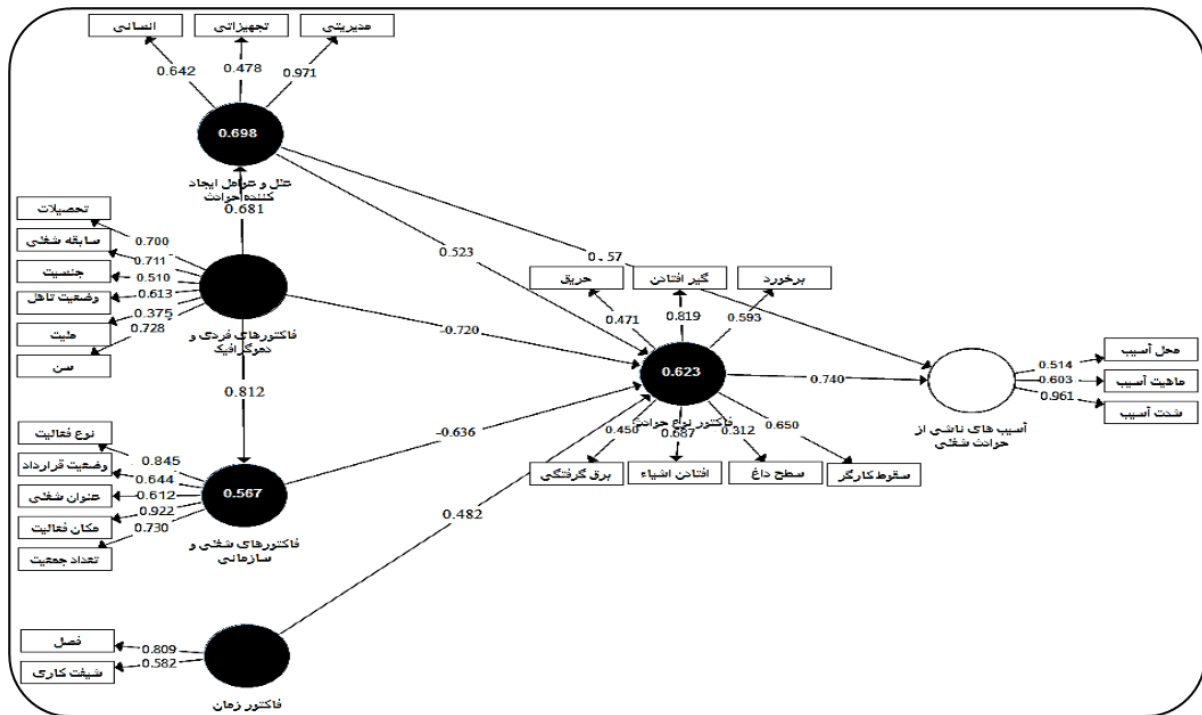 انسانی
تجهیزاتی
مدیریتی
0.642
0.478
0.971
0.698
علل و عوامل ایجاد
کننده حوادث
0.681
تحصیلات
سابقه شغلی
جنسیت
وضعیت تاهل
ملیت
سن
0.700
0.711
0.510
0.613
0.375
0.728
فاکتورهای فردی و
دموگرافیک
0.812
0.523
-0.720
-0.636
0.482
حریق
گیر افتادن
برخورد
0.471
0.819
0.593
0.623
فاکتور نوع حوادث
0.450
0.687
0.312
0.650
برق گرفتگی
افتادن اشیاء
سطح داغ
سقوط کارگر
0.740
0.514
0.603
0.961
محل آسیب
ماهیت آسیب
شدت آسیب
آسیب های ناشی از
حوادث شغلی
نوع فعالیت
وضعیت قرارداد
عنوان شغلی
مکان فعالیت
تعداد جمعیت
0.845
0.644
0.612
0.922
0.730
0.567
فاکتورهای شغلی و
سازمانی
فصل
شیفت کاری
0.809
0.582
فاکتور زمان